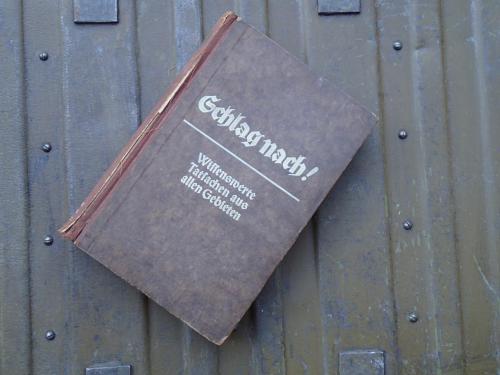 Schlag nach!
Wissenswerte
Tatsachen aus
allen Gebieten